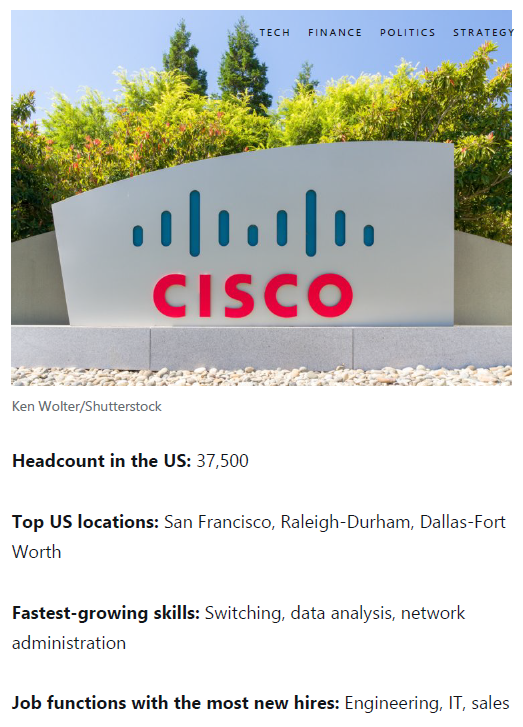 TECH FINANCE POLITICS STRATEGY
CISCO
Ken Wolter/Shutterstock
Headcount in the US: 37,500
Top US locations: San Francisco, Raleigh-Durham, Dallas-Fort
Worth
Fastest-growing skills: Switching, data analysis, network
administration
Job functions with the most new hires: Engineering, IT, sales